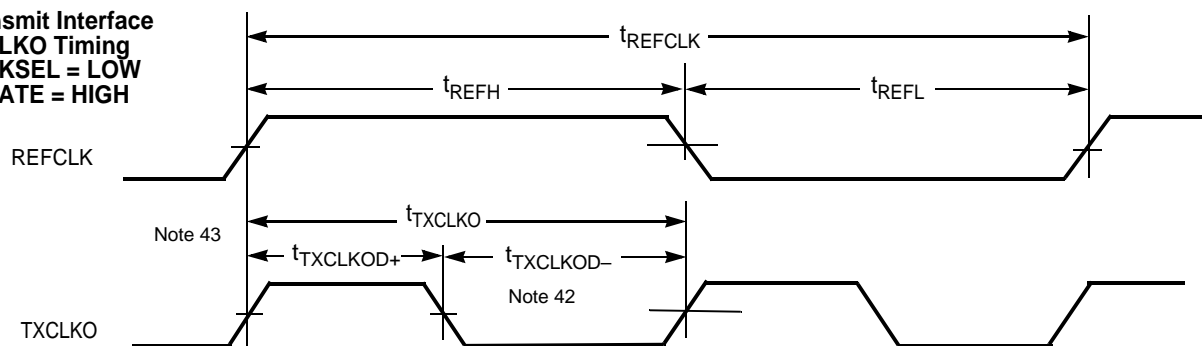 nsmit Interface
LKO Timing
KSEL = LOW
ATE = HIGH
tREFCLK
tREFH
tREFL
REFCLK
Note 43
tTXCLKO
tTXCLKOD+
tTXCLKOD–
Note 42
TXCLKO